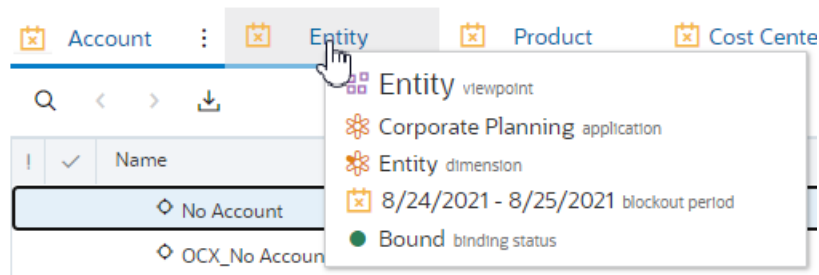 Account Entity Product Cost Cente
Entity viewpoint
Corporate Planning application
! Name
Entity dimension
8/24/2021 - 8/25/2021 blockout period
No Account
Bound binding status
OCX_No Accoun